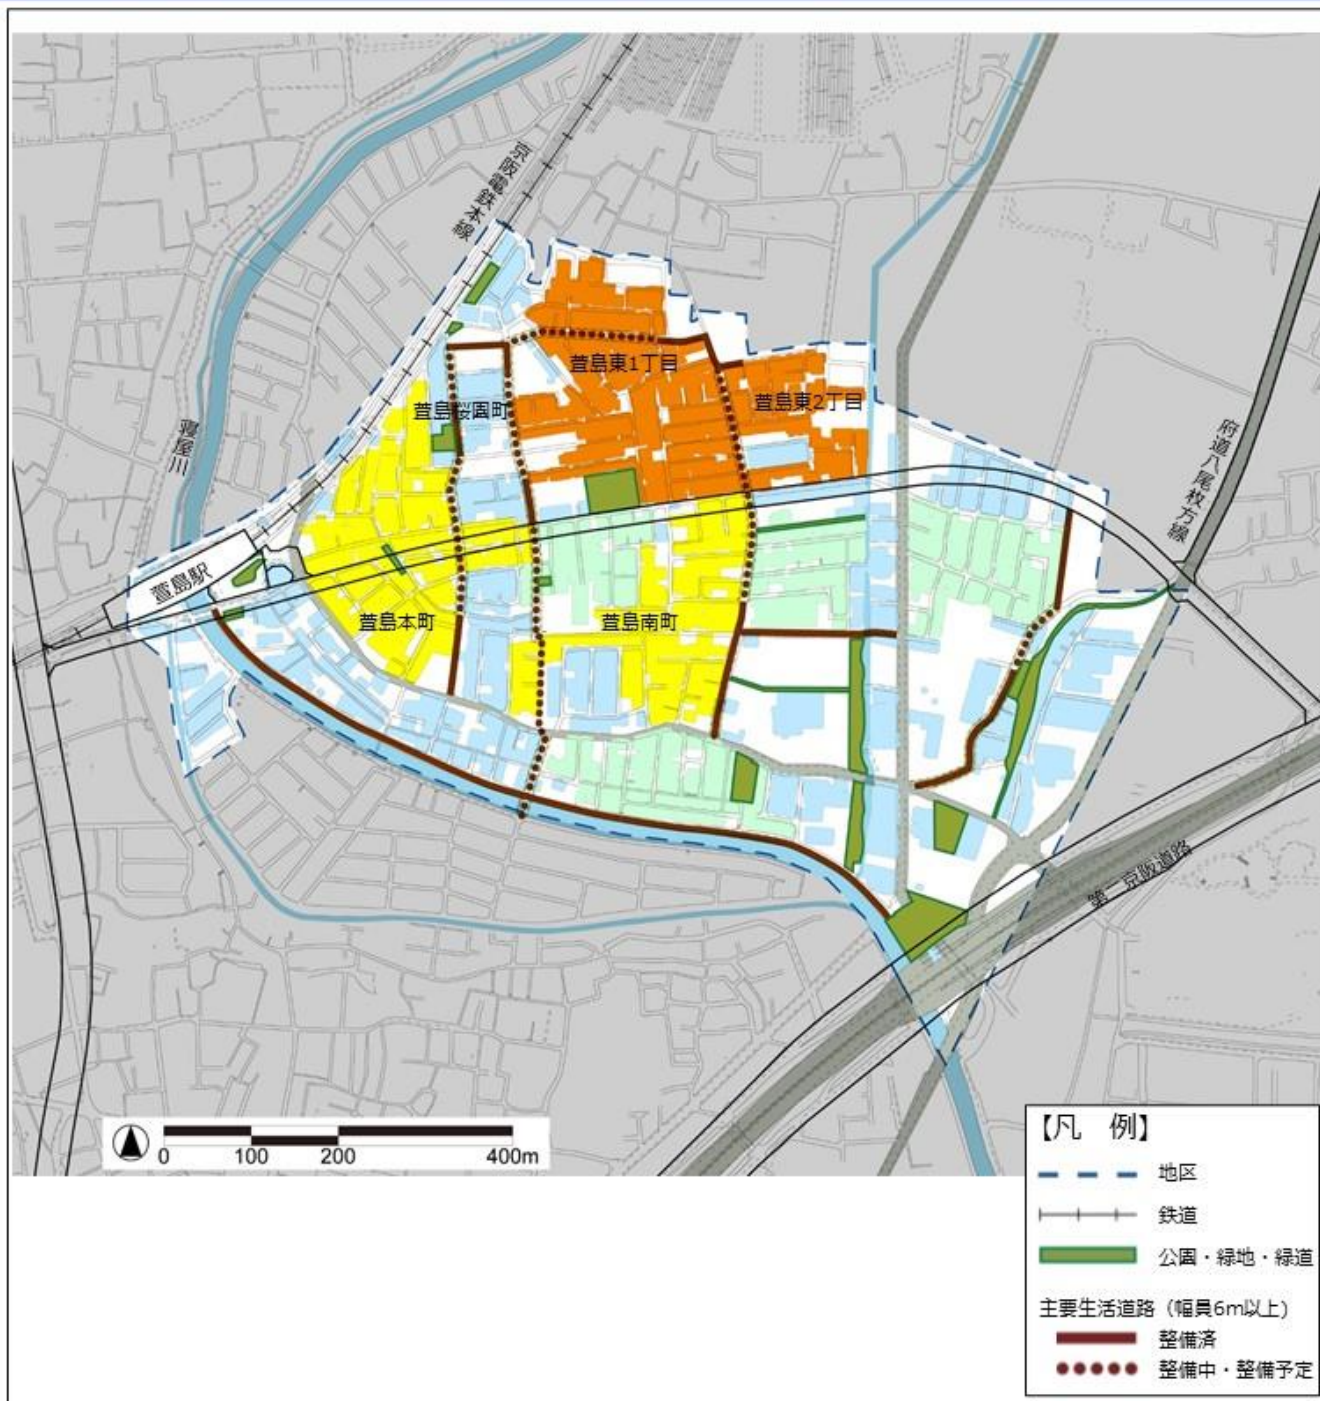 京阪電鉄本線
萱島東1丁目
萱島桜園町
萱島東2丁目
寝屋川
府道八尾枚方線
萱島駅
萱島本町
萱島南町
第二京阪道路
0 100 200 400m
【凡 例】
地区
鉄道
公園・緑地・緑道
主要生活道路（幅員6m以上）
整備済
整備中・整備予定